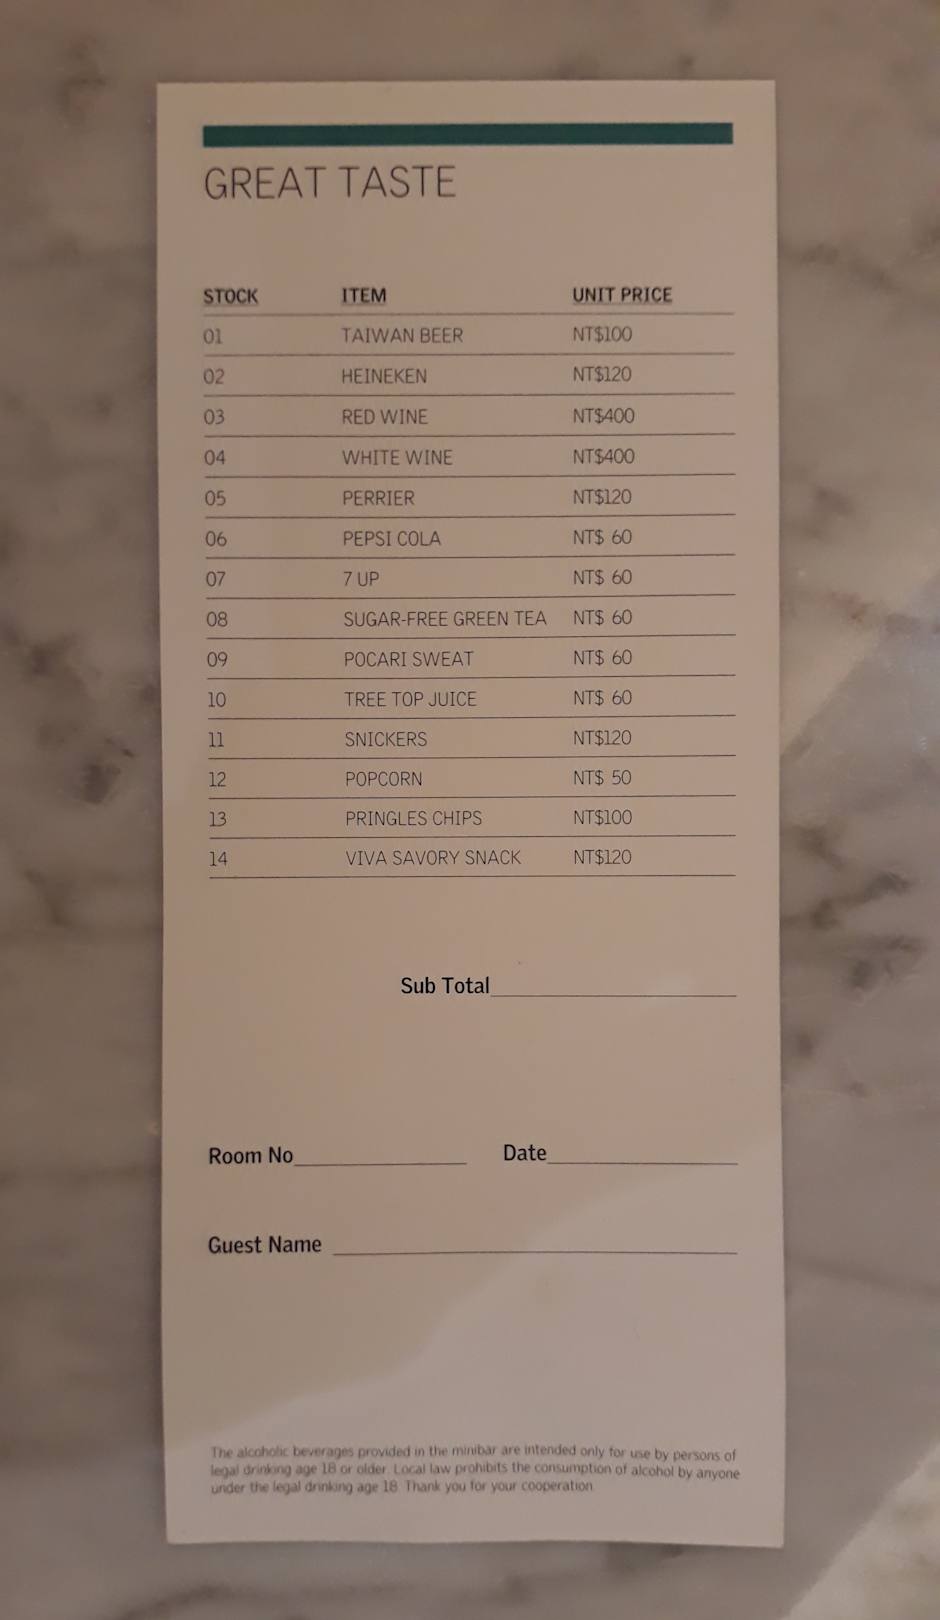 GREAT TASTE
STOCK ITEM UNIT PRICE
01 TAIWAN BEER NT$100
02 HEINEKEN NT$120
03 RED WINE NT$400
04 WHITE WINE NT$400
05 PERRIER NT$120
06 PEPSI COLA NT$ 60
07 7 UP NT$ 60
08 SUGAR-FREE GREEN TEA NT$ 60
09 POCARI SWEAT NT$ 60
10 TREE TOP JUICE NT$ 60
11 SNICKERS NT$120
12 POPCORN NT$ 50
13 PRINGLES CHIPS NT$100
14 VIVA SAVORY SNACK NT$120
Sub Total
Room No Date
Guest Name
The alcoholic beverages provided in the minibar are intended only for use by persons of
legal drinking age 18 or older. Local law prohibits the consumption of alcohol by anyone
under the legal drinking age 18. Thank you for your cooperation.